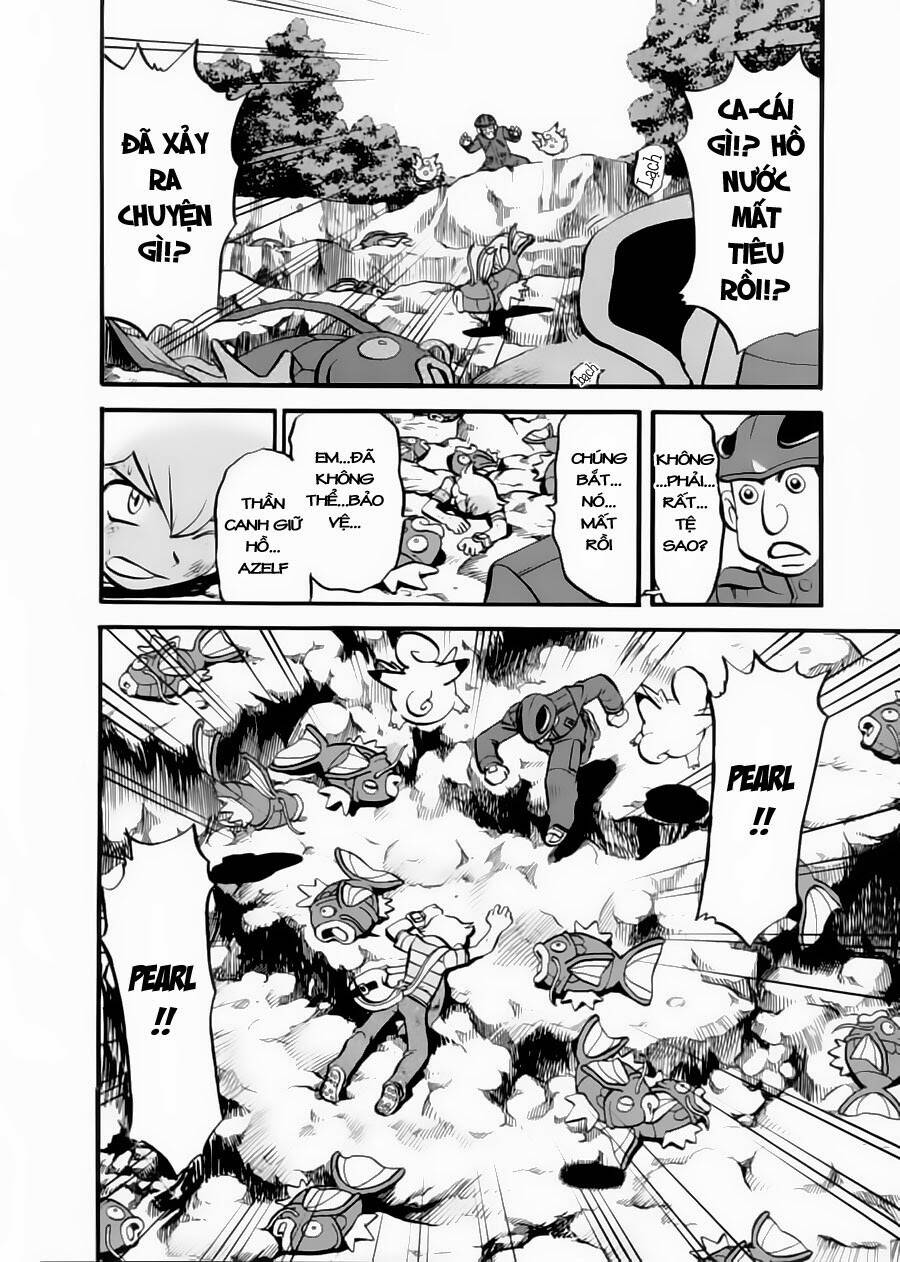 CA-CÁI
GÌ!? HỒ
NƯỚC
MẤT
TIÊU
RỒI!?
Lạch
bạch
ĐÃ XẢY
RA
CHUYỆN
GÌ!?
KHÔNG
...PHẢI...
RẤT...
TỆ
SAO?
CHÚNG
BẮT...
NÓ...
MẤT
RỒI
EM...ĐÃ
KHÔNG
THỂ...BẢO
VỆ...
THẦN
CANH GIỮ
HỒ...
AZELF
PEARL
!!
PEARL
!!